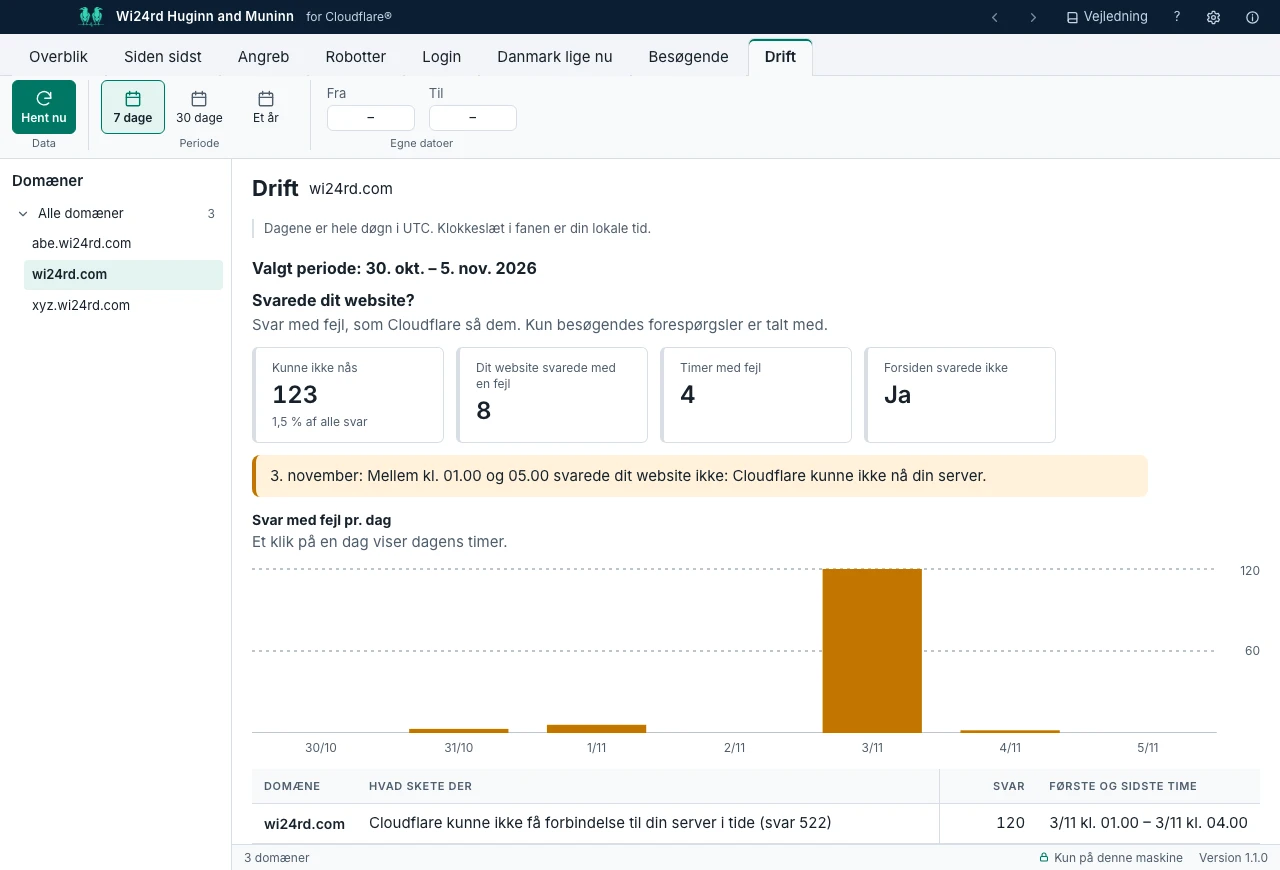 Wi24rd Huginn and Muninn for Cloudflare®
Vejledning ?
Overblik Siden sidst Angreb Robotter Login Danmark lige nu Besøgende Drift
Hent nu
Data
7 dage 30 dage Et år
Periode
Fra Til
– –
Egne datoer
Domæner
Alle domæner 3
abe.wi24rd.com
wi24rd.com
xyz.wi24rd.com
Drift wi24rd.com
Dagene er hele døgn i UTC. Klokkeslæt i fanen er din lokale tid.
Valgt periode: 30. okt. – 5. nov. 2026
Svarede dit website?
Svar med fejl, som Cloudflare så dem. Kun besøgendes forespørgsler er talt med.
Kunne ikke nås
123
1,5 % af alle svar
Dit website svarede med
en fejl
8
Timer med fejl
4
Forsiden svarede ikke
Ja
3. november: Mellem kl. 01.00 og 05.00 svarede dit website ikke: Cloudflare kunne ikke nå din server.
Svar med fejl pr. dag
Et klik på en dag viser dagens timer.
120
60
30/10 31/10 1/11 2/11 3/11 4/11 5/11
DOMÆNE HVAD SKETE DER SVAR FØRSTE OG SIDSTE TIME
wi24rd.com Cloudflare kunne ikke få forbindelse til din server i tide (svar 522) 120 3/11 kl. 01.00 – 3/11 kl. 04.00
3 domæner Kun på denne maskine Version 1.1.0